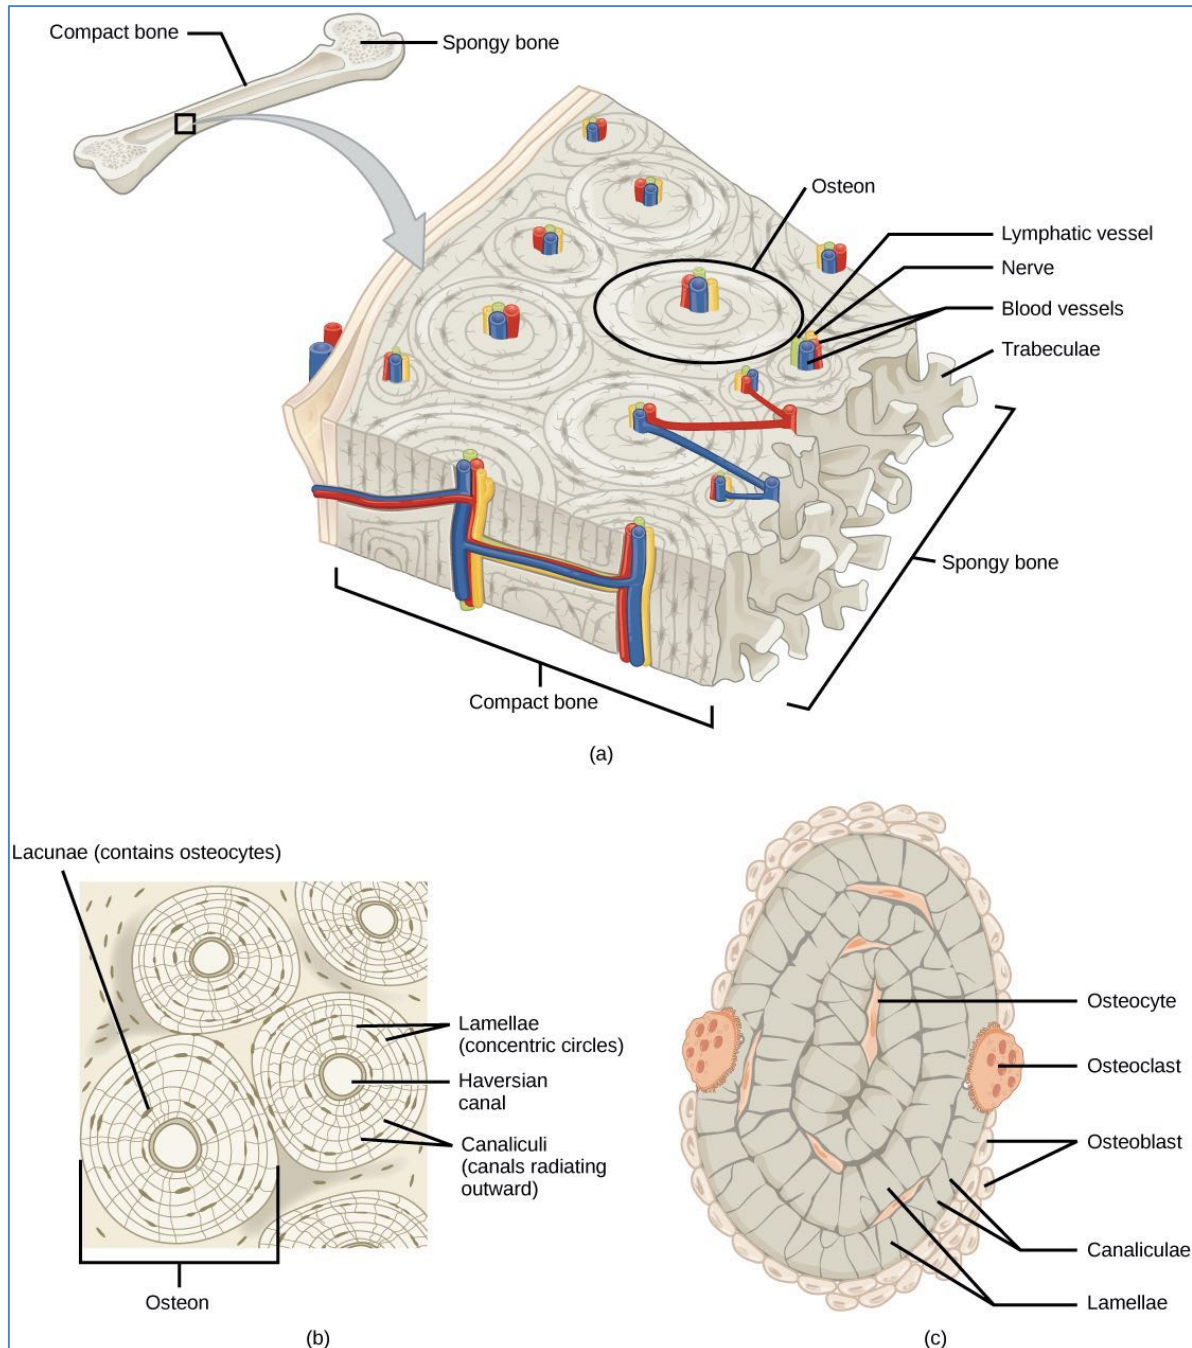 Compact bone
Spongy bone
Osteon
Lymphatic vessel
Nerve
Blood vessels
Trabeculae
Spongy bone
Compact bone
(a)
Lacunae (contains osteocytes)
Lamellae
(concentric circles)
Haversian
canal
Canaliculi
(canals radiating
outward)
Osteon
(b)
Osteocyte
Osteoclast
Osteoblast
Canaliculae
Lamellae
(c)